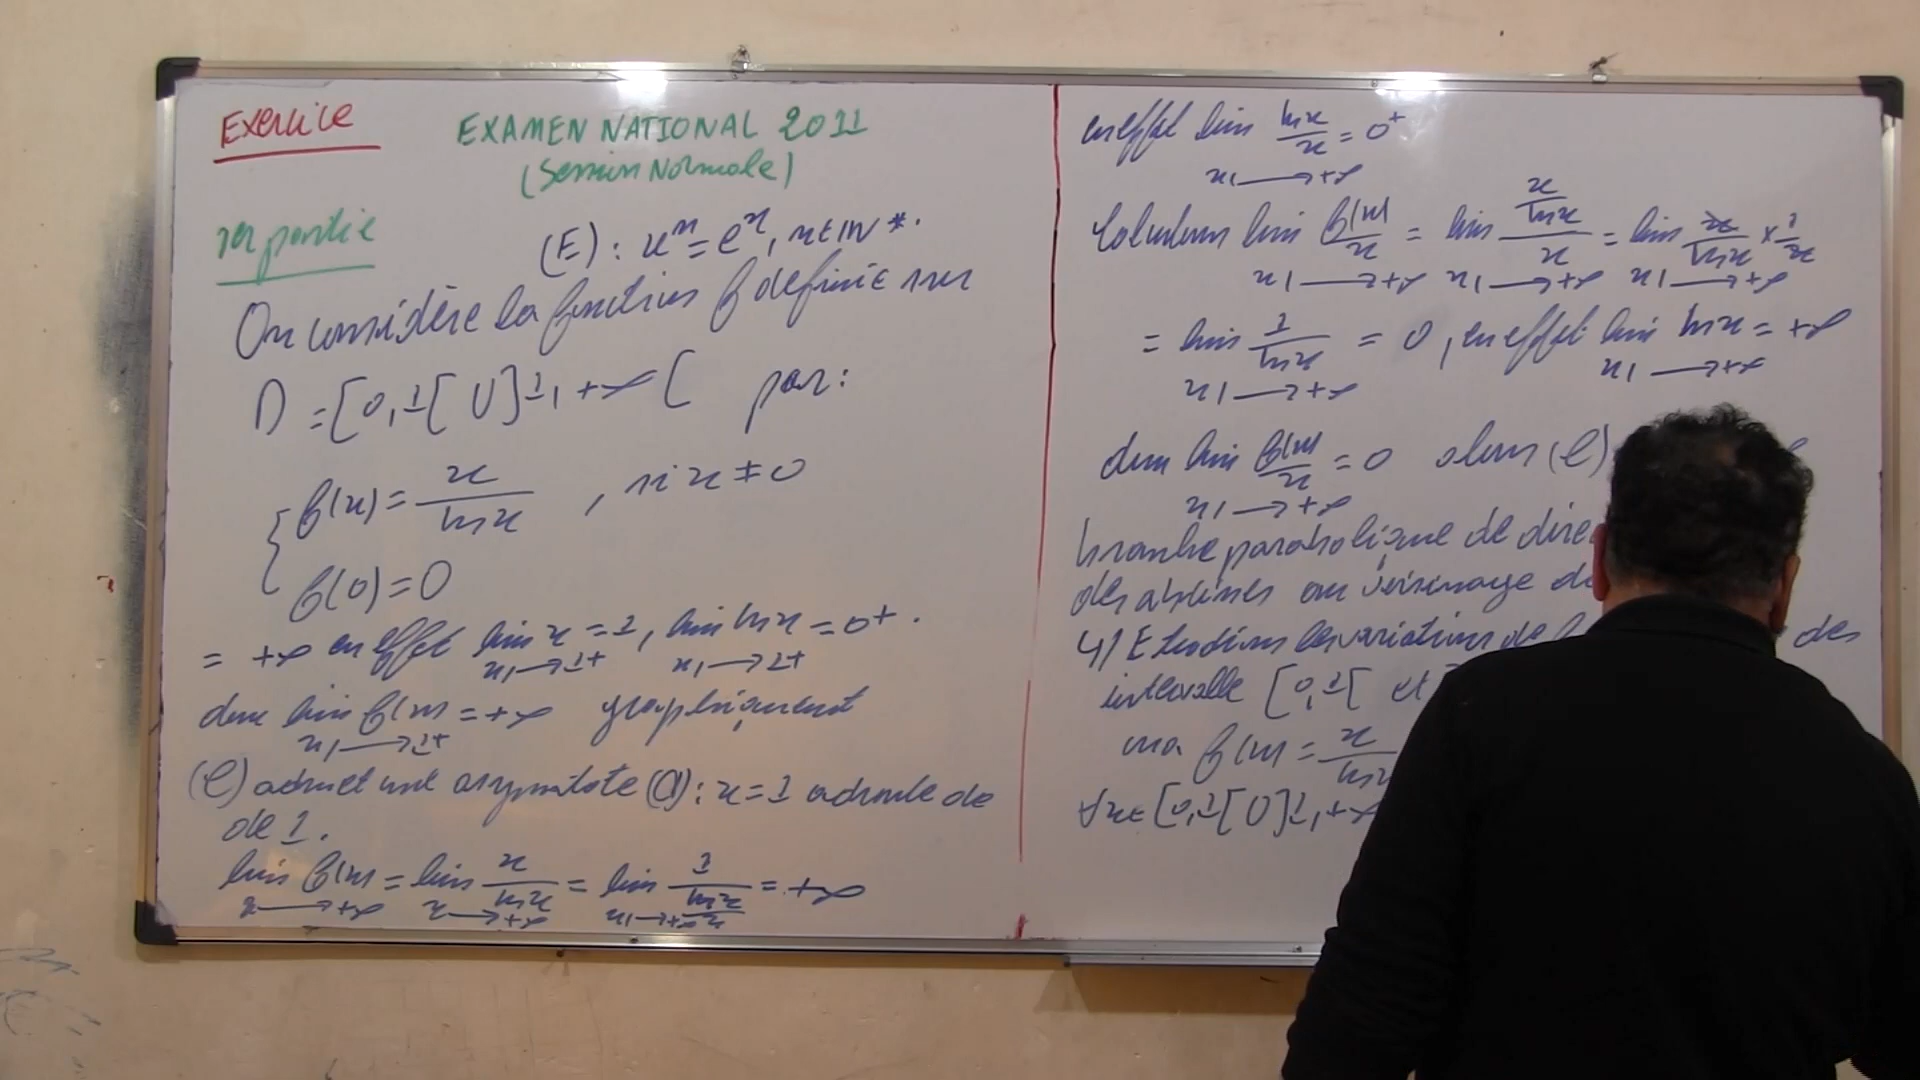 Exercice
EXAMEN NATIONAL 2011
(Session Normale)
1er partie
(E): x^n = e^x, n∈IN*.
On considère la fonction f définie sur
D = [0,1[ U ]1,+∞[ par:
{ f(x) = x/lnx , si x ≠ 0
f(0) = 0
= +∞ en effet lim x = 1, lim lnx = 0+ .
x→1+ x→1+
donc lim f(x) = +∞ graphiquement
x→1+
(C) admet une asymptote (Δ): x=1 a droite de
de 1.
lim f(x) = lim x/lnx = lim 1/(lnx/x) = +∞
x→+∞ x→+∞ x→+∞
en effet lim lnx/x = 0+
x→+∞
Calculons lim f(x)/x = lim (x/lnx)/x = lim x/lnx × 1/x
x→+∞ x→+∞ x→+∞
= lim 1/lnx = 0, en effet lim lnx = +∞
x→+∞ x→+∞
donc lim f(x)/x = 0 alors (C)
x→+∞
branche parabolique de direc
des abscisses au voisinage de
4/ Etudions les variations de f des
intervalle [0,1[ et
on a f(x) = x/lnx
∀x∈[0,1[ U ]1,+∞